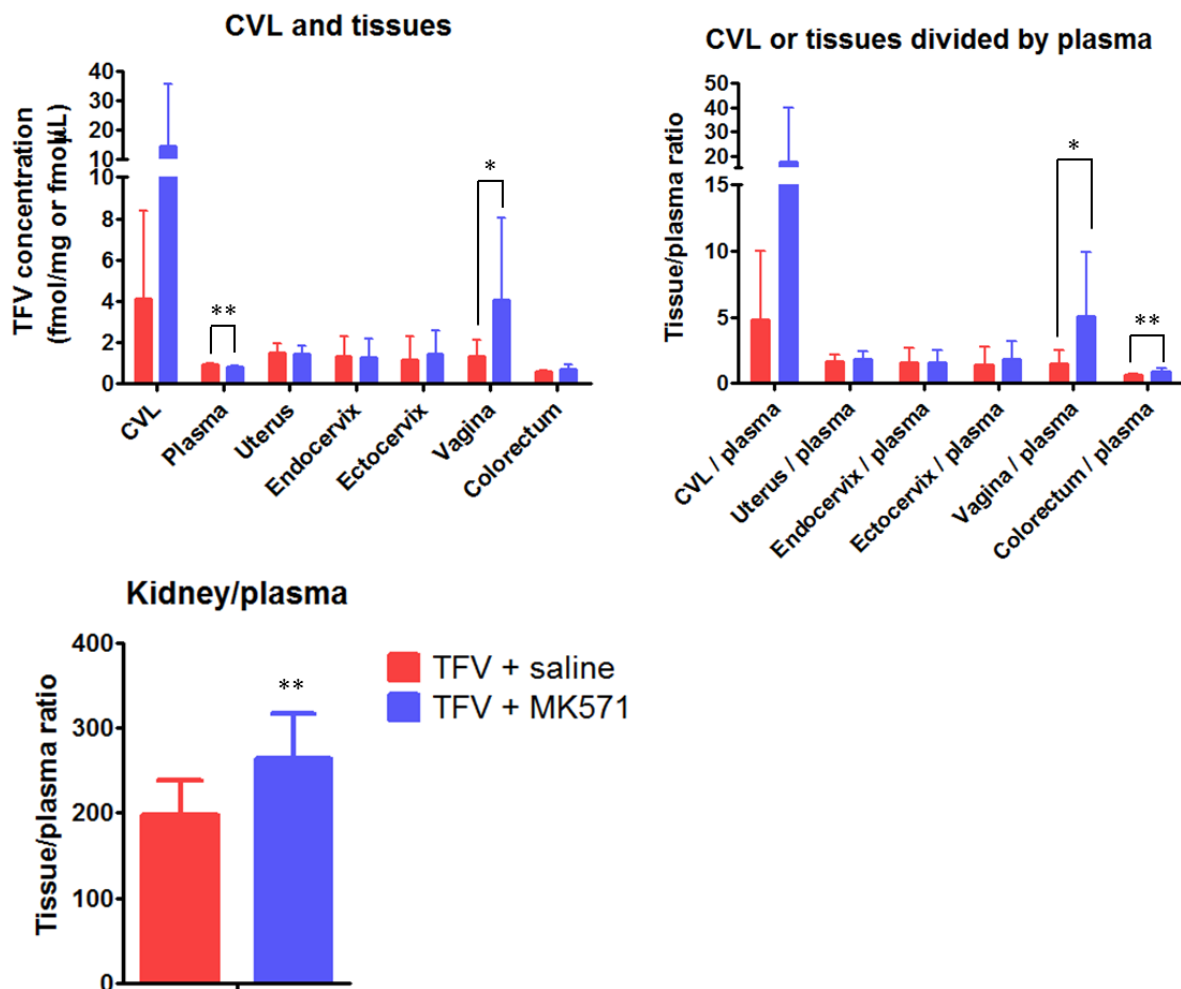 CVL and tissues
TFV concentration
(fmol/mg or fmol/µL)
40
30
20
10
10
8
6
4
2
0
**
*
CVL
Plasma
Uterus
Endocervix
Ectocervix
Vagina
Colorectum
CVL or tissues divided by plasma
Tissue/plasma ratio
50
40
30
20
15
10
5
0
*
**
CVL / plasma
Uterus / plasma
Endocervix / plasma
Ectocervix / plasma
Vagina / plasma
Colorectum / plasma
Kidney/plasma
Tissue/plasma ratio
400
300
200
100
0
**
TFV + saline
TFV + MK571